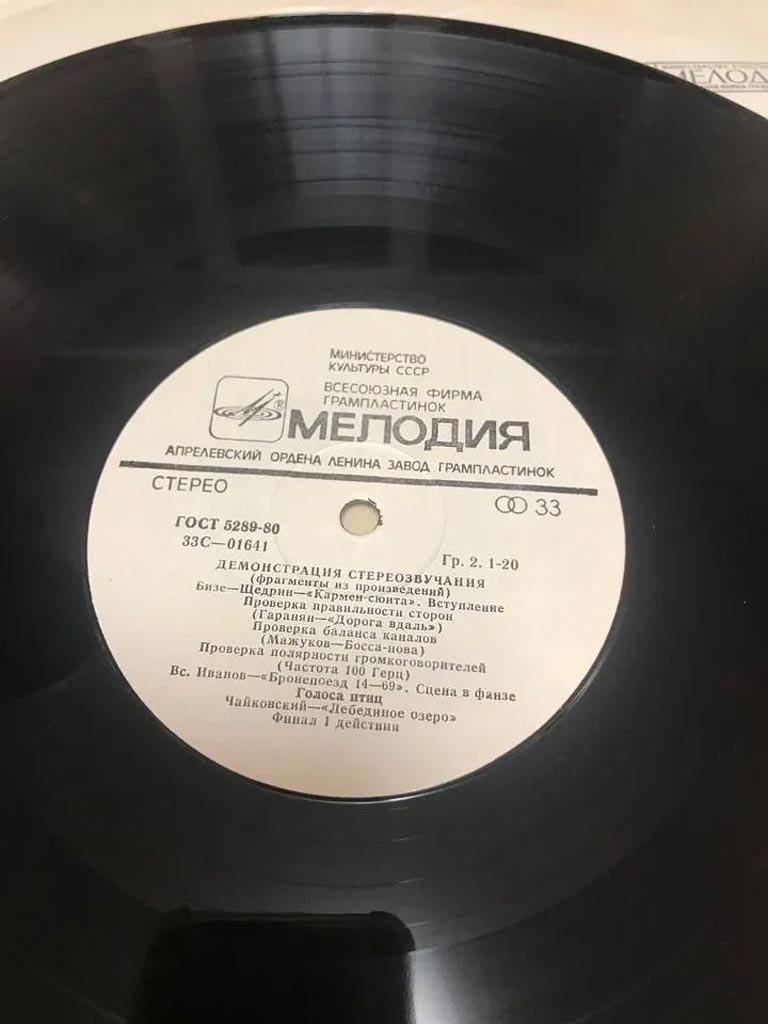 МЕЛОД
МИНИСТЕРСТВО
КУЛЬТУРЫ СССР
ВСЕСОЮЗНАЯ ФИРМА
ГРАМПЛАСТИНОК
®
МЕЛОДИЯ
АПРЕЛЕВСКИЙ ОРДЕНА ЛЕНИНА ЗАВОД ГРАМПЛАСТИНОК
СТЕРЕО
33
ГОСТ 5289-80
33С—01641
Гр. 2. 1-20
ДЕМОНСТРАЦИЯ СТЕРЕОЗВУЧАНИЯ
(фрагменты из произведений)
Бизе—Щедрин—«Кармен-сюита». Вступление
Проверка правильности сторон
(Гаранян—«Дорога вдаль»)
Проверка баланса каналов
(Мажуков—Босса-нова)
Проверка полярности громкоговорителей
(Частота 100 Герц)
Вс. Иванов—«Бронепоезд 14—69». Сцена в фанзе
Голоса птиц
Чайковский—«Лебединое озеро»
Финал 1 действия